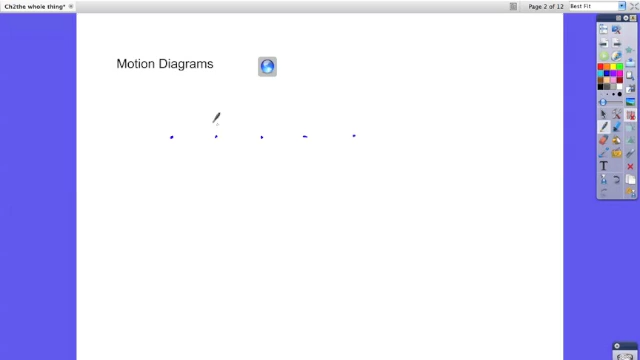 Ch2the whole thing*
Page 2 of 12
Best Fit
Motion Diagrams
T